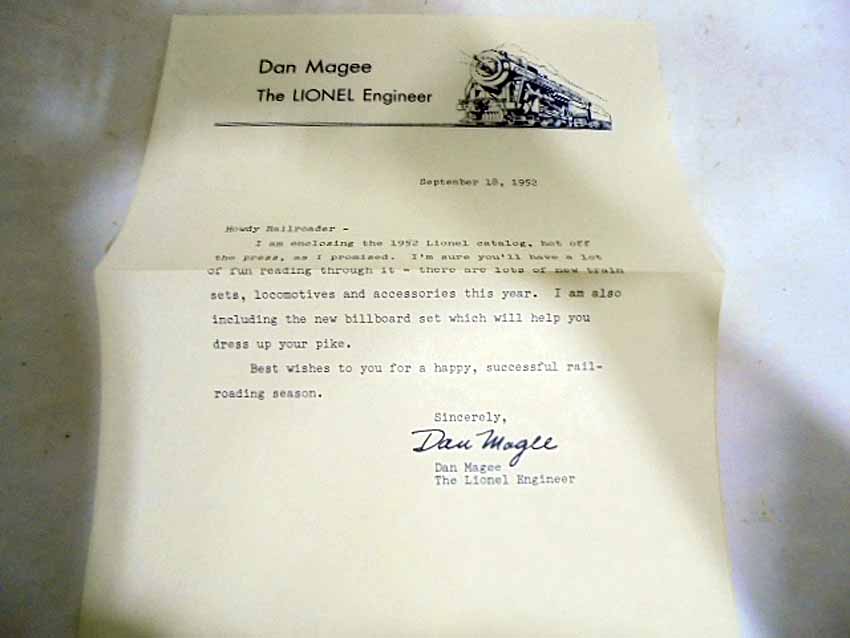 Dan Magee
The LIONEL Engineer
September 18, 1952
Howdy Railroader -
I am enclosing the 1952 Lionel catalog, hot off
the press, as I promised. I'm sure you'll have a lot
of fun reading through it - there are lots of new train
sets, locomotives and accessories this year. I am also
including the new billboard set which will help you
dress up your pike.
Best wishes to you for a happy, successful rail-
roading season.
Sincerely,
Dan Magee
Dan Magee
The Lionel Engineer